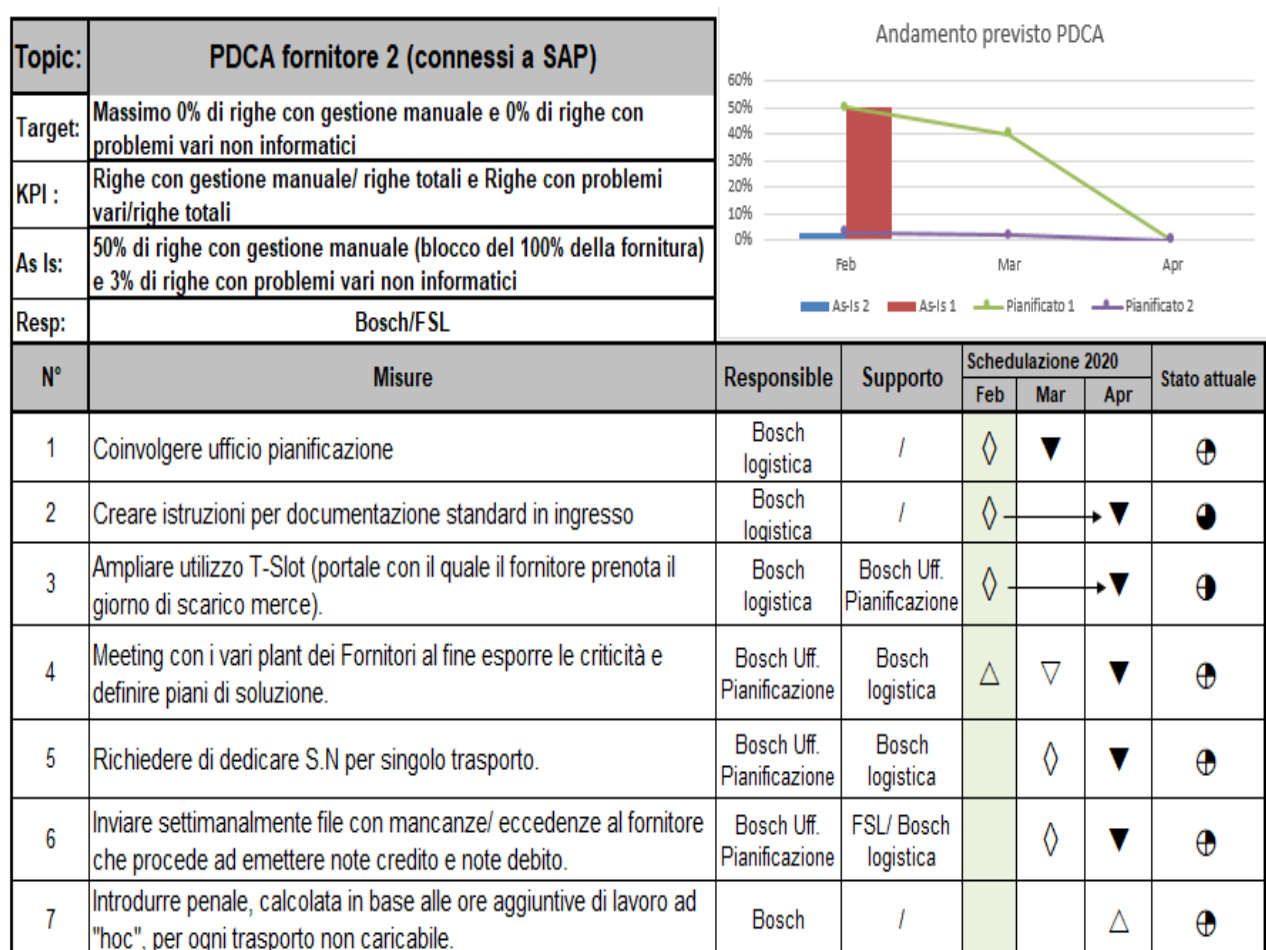 Topic:
PDCA fornitore 2 (connessi a SAP)
Target:
Massimo 0% di righe con gestione manuale e 0% di righe con
problemi vari non informatici
KPI :
Righe con gestione manuale/ righe totali e Righe con problemi
vari/righe totali
As Is:
50% di righe con gestione manuale (blocco del 100% della fornitura)
e 3% di righe con problemi vari non informatici
Resp:
Bosch/FSL
Andamento previsto PDCA
60%
50%
40%
30%
20%
10%
0%
Feb
Mar
Apr
As-Is 2
As-Is 1
Pianificato 1
Pianificato 2
N°
Misure
Responsible
Supporto
Schedulazione 2020
Feb
Mar
Apr
Stato attuale
1
Coinvolgere ufficio pianificazione
Bosch
logistica
/
2
Creare istruzioni per documentazione standard in ingresso
Bosch
logistica
/
3
Ampliare utilizzo T-Slot (portale con il quale il fornitore prenota il
giorno di scarico merce).
Bosch
logistica
Bosch Uff.
Pianificazione
4
Meeting con i vari plant dei Fornitori al fine esporre le criticità e
definire piani di soluzione.
Bosch Uff.
Pianificazione
Bosch
logistica
5
Richiedere di dedicare S.N per singolo trasporto.
Bosch Uff.
Pianificazione
Bosch
logistica
6
Inviare settimanalmente file con mancanze/ eccedenze al fornitore
che procede ad emettere note credito e note debito.
Bosch Uff.
Pianificazione
FSL/ Bosch
logistica
7
Introdurre penale, calcolata in base alle ore aggiuntive di lavoro ad
"hoc", per ogni trasporto non caricabile.
Bosch
/